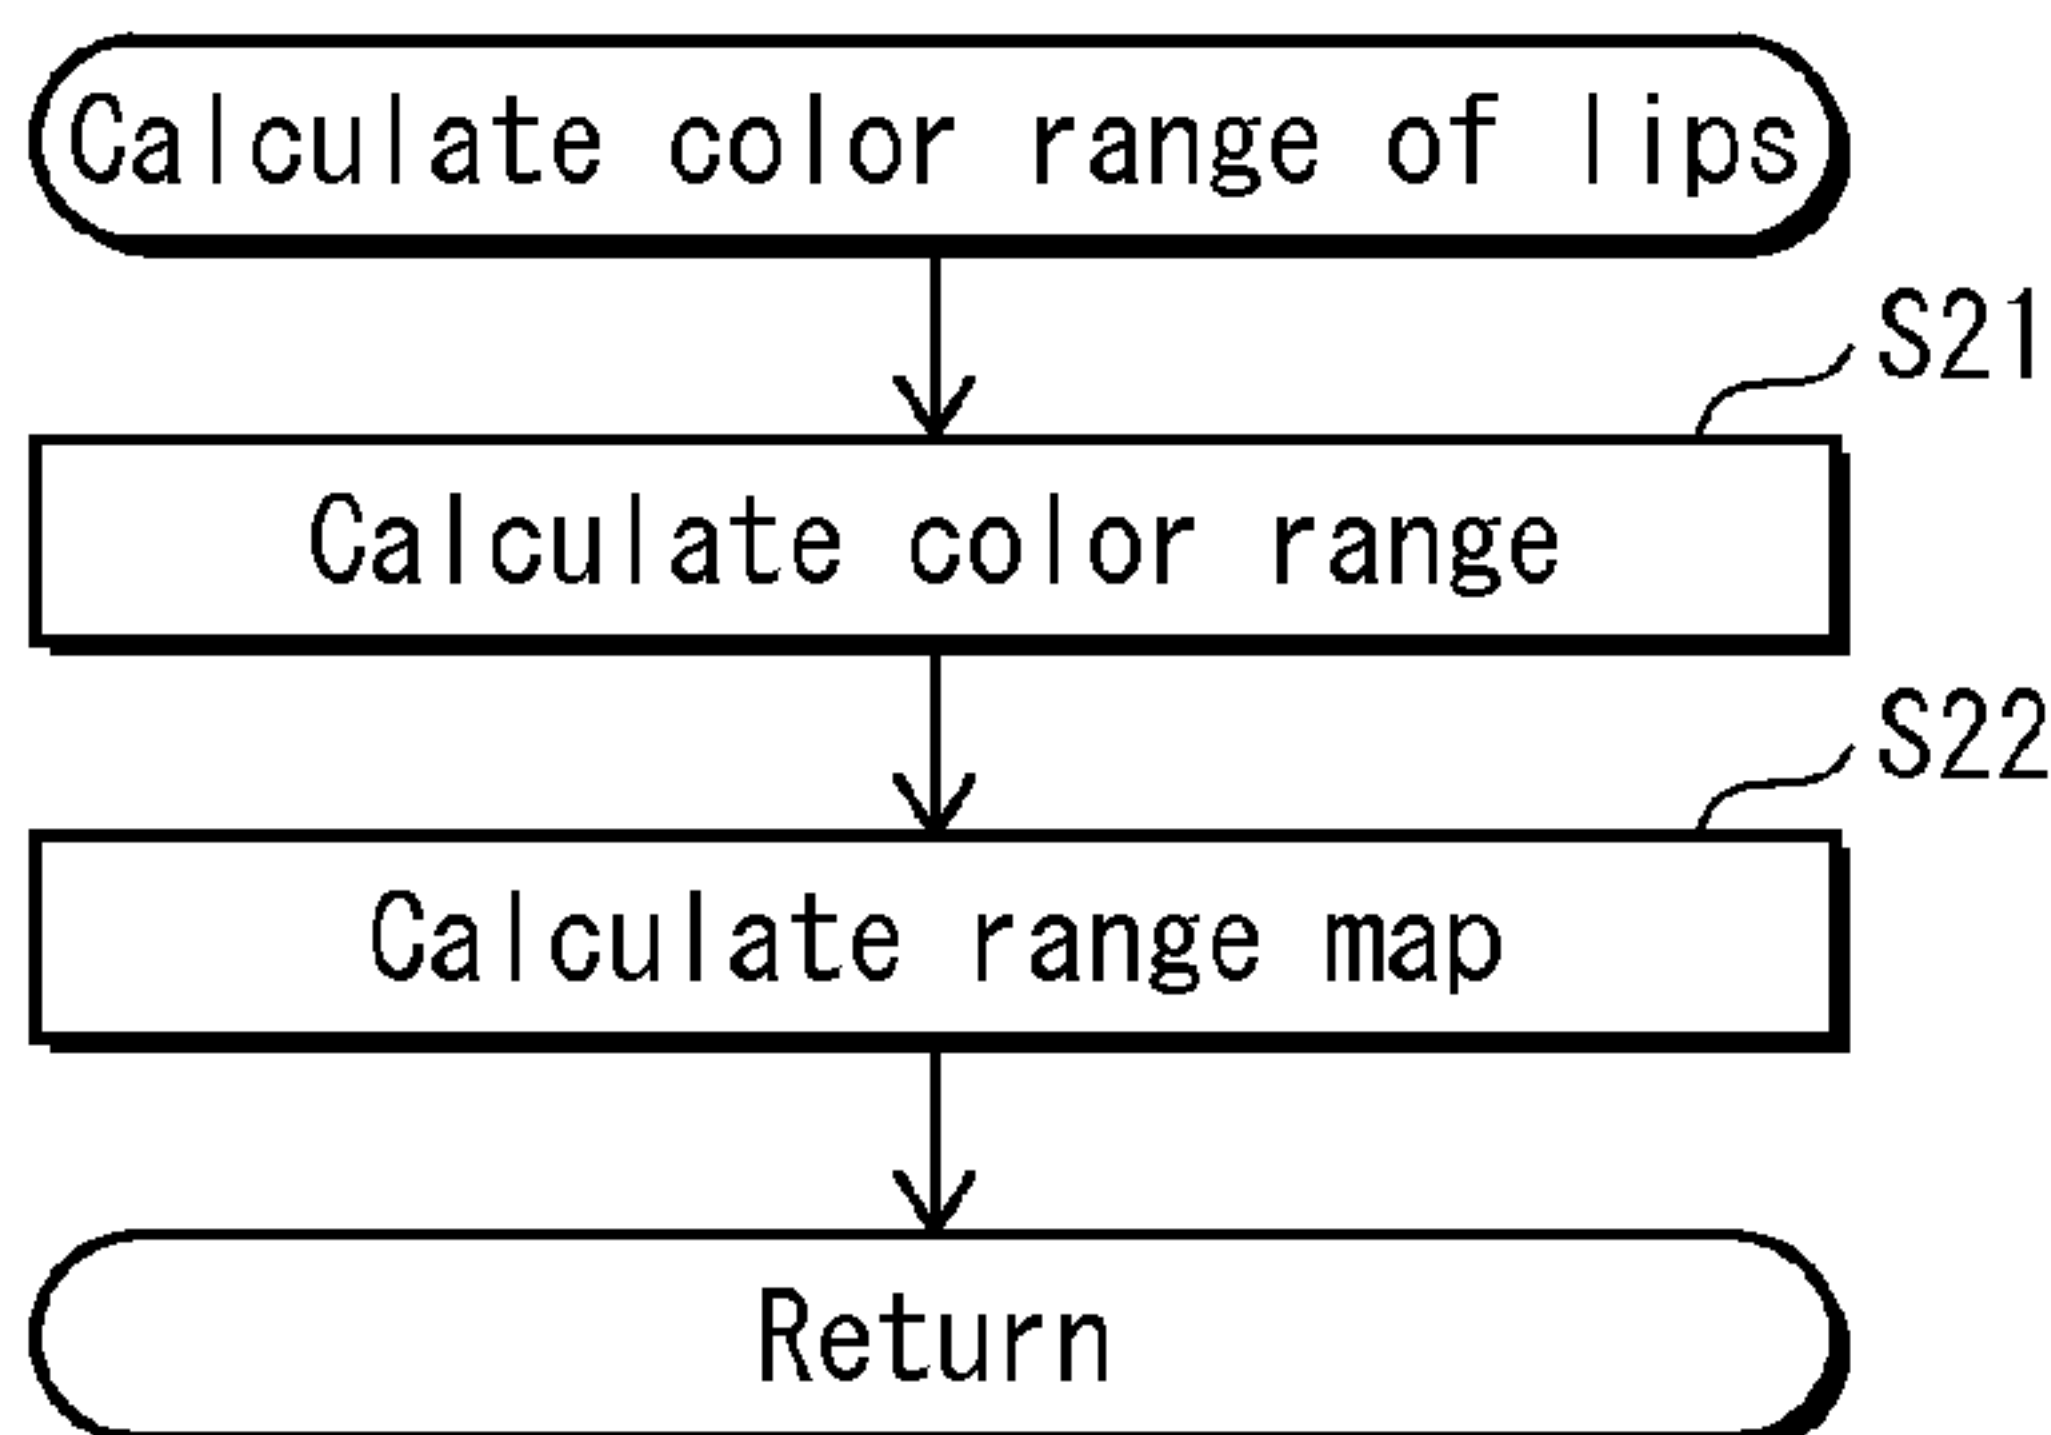 Calculate color range of lips
S21
Calculate color range
S22
Calculate range map
Return